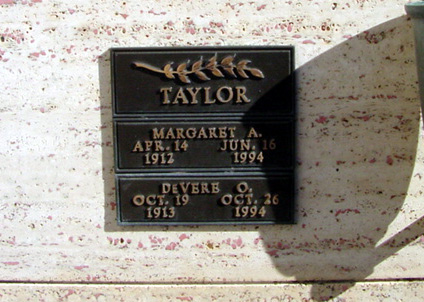 TAYLOR
MARGARET A.
APR. 14 JUN. 16
1912 1994
DeVERE O.
OCT. 19 OCT. 26
1913 1994